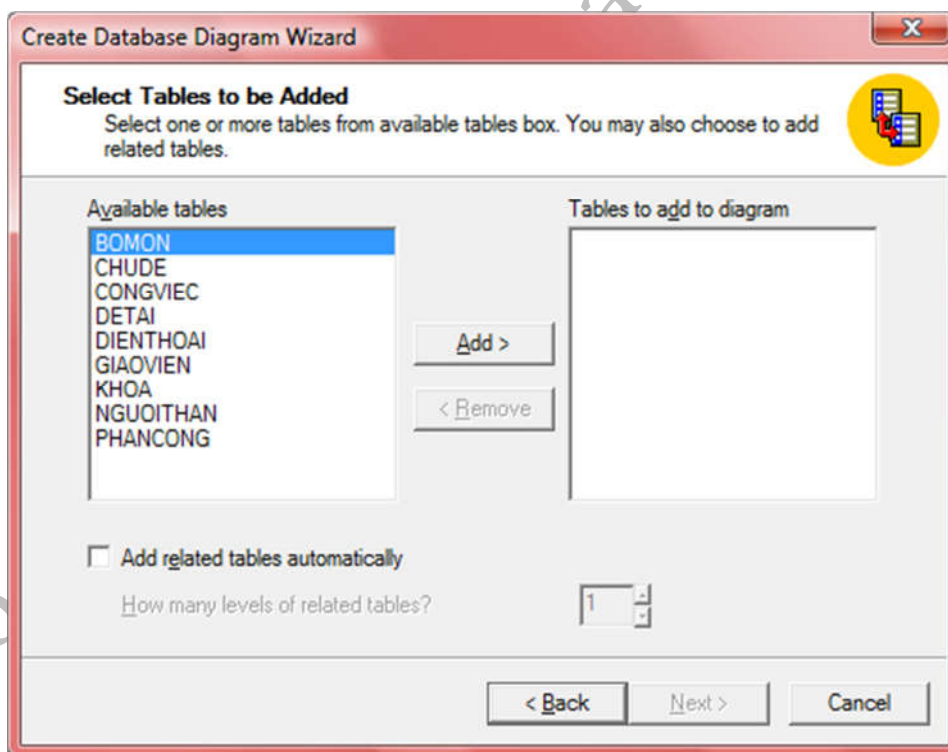 Create Database Diagram Wizard
Select Tables to be Added
Select one or more tables from available tables box. You may also choose to add
related tables.
Available tables
BOMON
CHUDE
CONGVIEC
DETAI
DIENTHOAI
GIAOVIEN
KHOA
NGUOITHAN
PHANCONG
Add >
< Remove
Tables to add to diagram
Add related tables automatically
How many levels of related tables?
1
< Back
Next >
Cancel